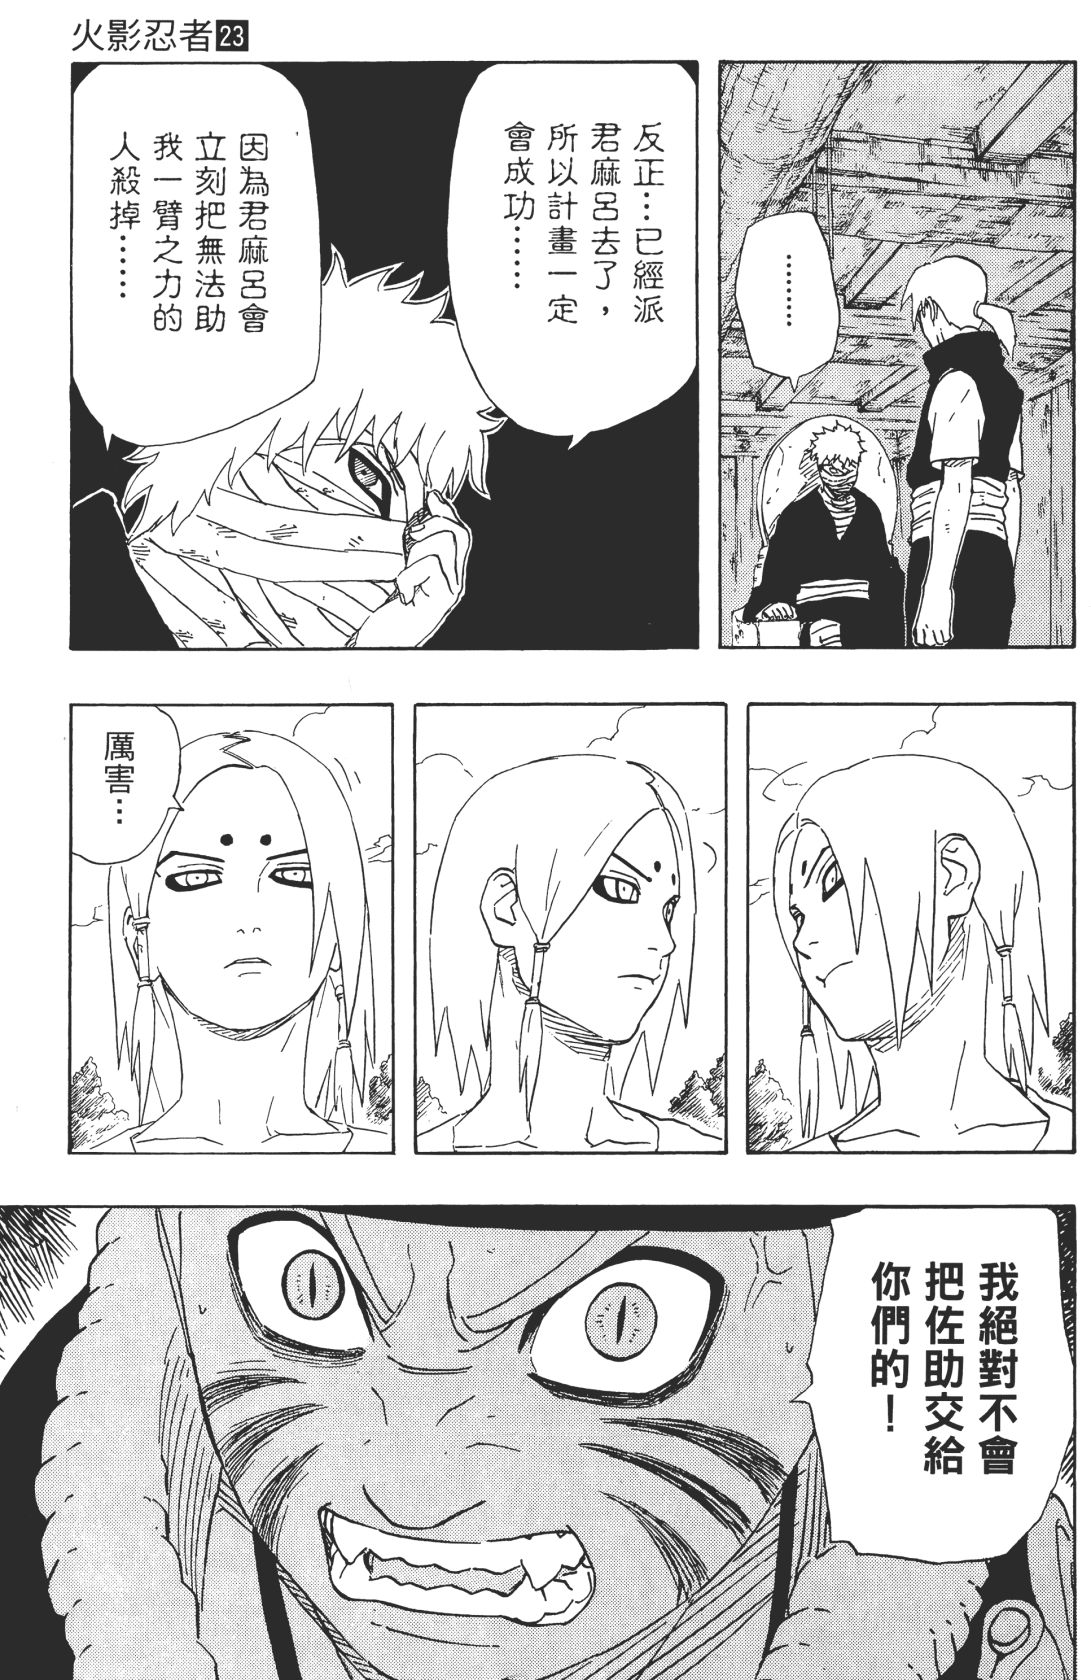 火影忍者23
………
反正…已經派
君麻呂去了，
所以計畫一定
會成功……
因為君麻呂會
立刻把無法助
我一臂之力的
人殺掉……
厲害…
我絕對不會
把佐助交給
你們的！